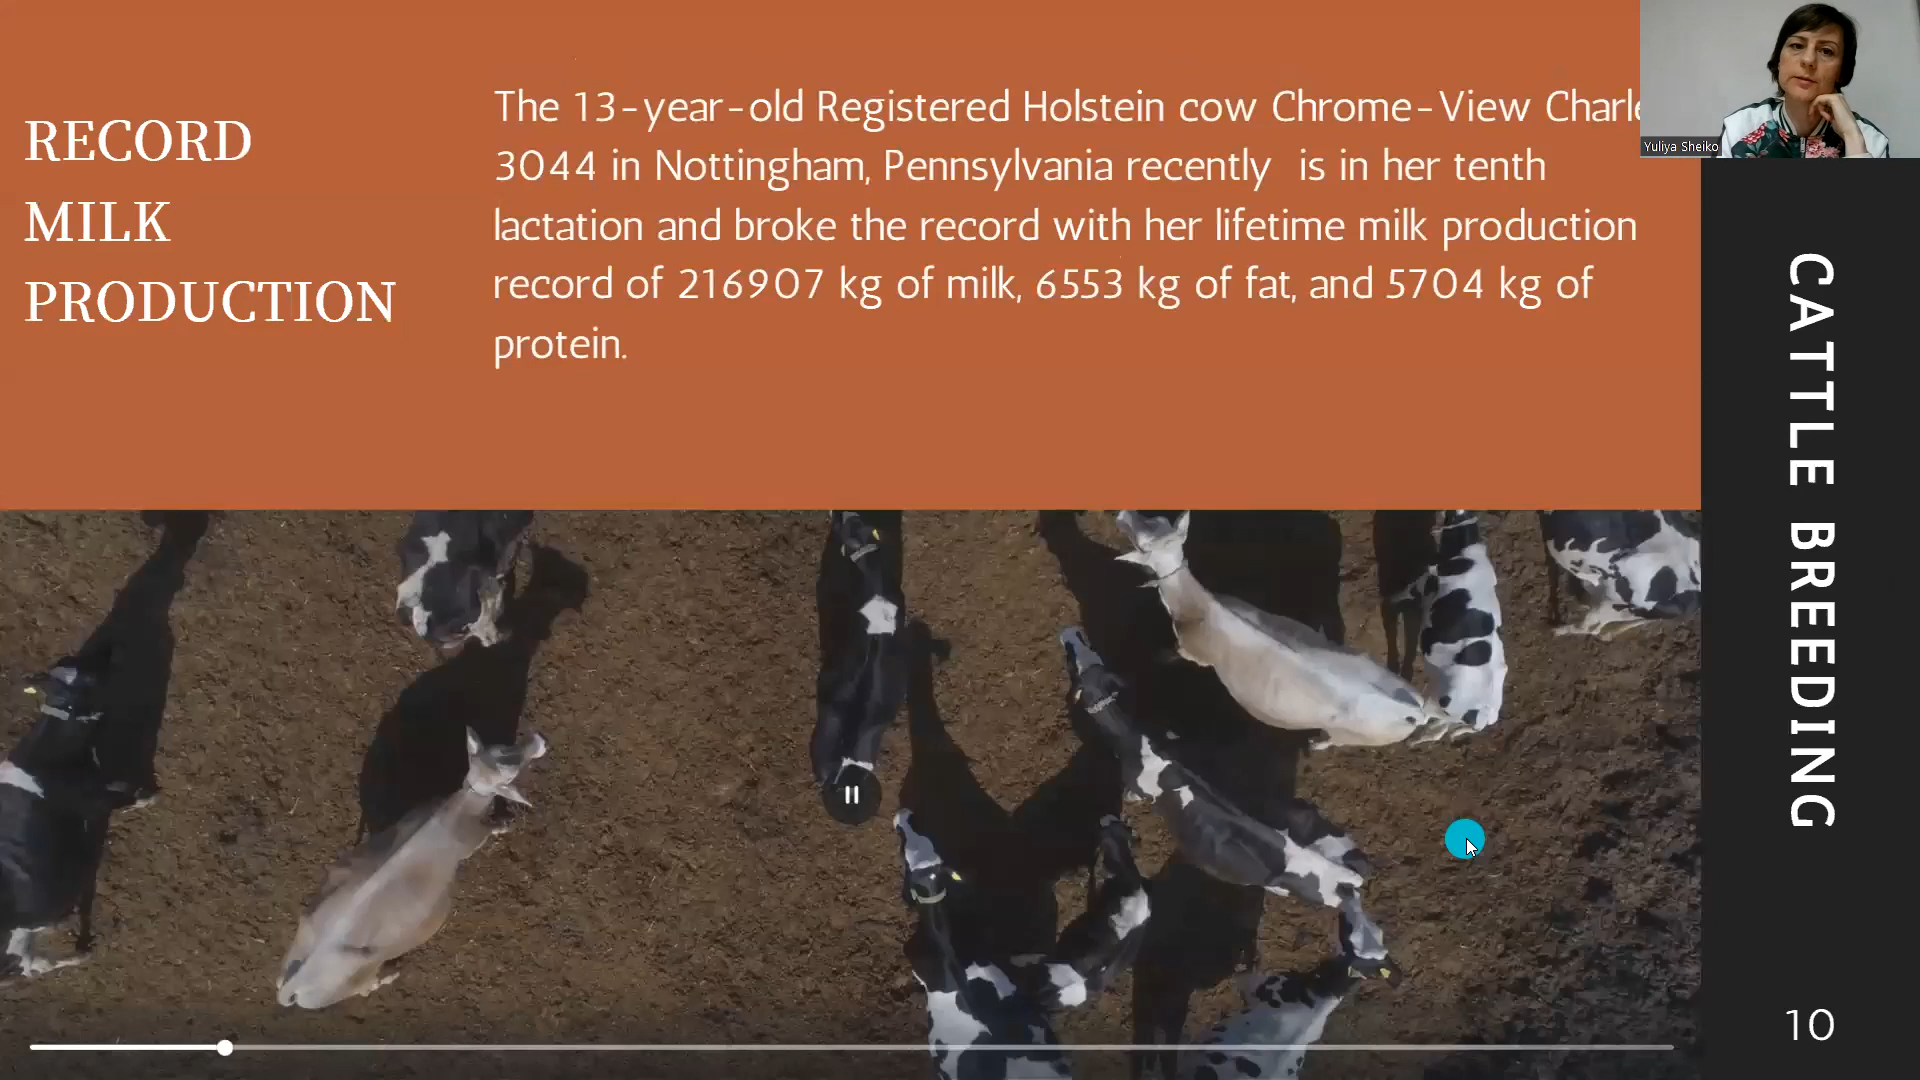 RECORD
MILK
PRODUCTION
The 13-year-old Registered Holstein cow Chrome-View
3044 in Nottingham, Pennsylvania recently is in her tenth
lactation and broke the record with her lifetime milk production
record of 216907 kg of milk, 6553 kg of fat, and 5704 kg of
protein.
Yuliya Sheiko
CATTLE BREEDING
10